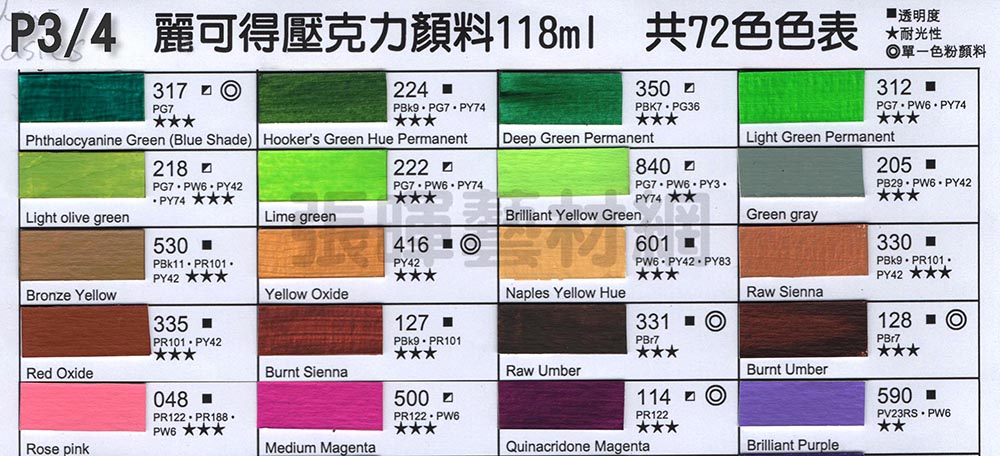 P3/4 麗可得壓克力顏料118ml 共72色色表
■透明度
★耐光性
◎單一色粉顏料
317 ◩ ◎
PG7
★★★
Phthalocyanine Green (Blue Shade)
224 ■
PBk9・PG7・PY74
★★★
Hooker's Green Hue Permanent
350 ◩
PBK7・PG36
★★★
Deep Green Permanent
312 ◩
PG7・PW6・PY74
★★★
Light Green Permanent
218 ◩
PG7・PW6・PY42
・PY74 ★★★
Light olive green
222 ◩
PG7・PW6・PY74
★★★
Lime green
840 ◩
PG7・PW6・PY3・
PY74 ★★
Brilliant Yellow Green
205 ■
PB29・PW6・PY42
★★★
Green gray
530 ■
PBk11・PR101・
PY42 ★★★
Bronze Yellow
416 ■ ◎
PY42
★★★
Yellow Oxide
601 ■
PW6・PY42・PY83
★★★
Naples Yellow Hue
330 ■
PBk9・PR101・
PY42 ★★★
Raw Sienna
335 ■
PR101・PY42
★★★
Red Oxide
127 ■
PBk9・PR101
★★★
Burnt Sienna
331 ■ ◎
PBr7
★★★
Raw Umber
128 ■ ◎
PBr7
★★★
Burnt Umber
048 ■
PR122・PR188・
PW6 ★★★
Rose pink
500 ◩
PR122・PW6
★★★
Medium Magenta
114 ◩ ◎
PR122
★★★
Quinacridone Magenta
590 ■
PV23RS・PW6
★★
Brilliant Purple
張暉藝材網